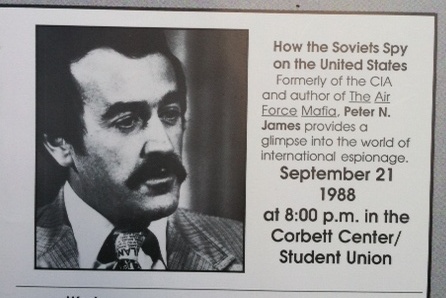 How the Soviets Spy
on the United States
Formerly of the CIA
and author of The Air
Force Mafia, Peter N.
James provides a
glimpse into the world of
international espionage.
September 21
1988
at 8:00 p.m. in the
Corbett Center/
Student Union